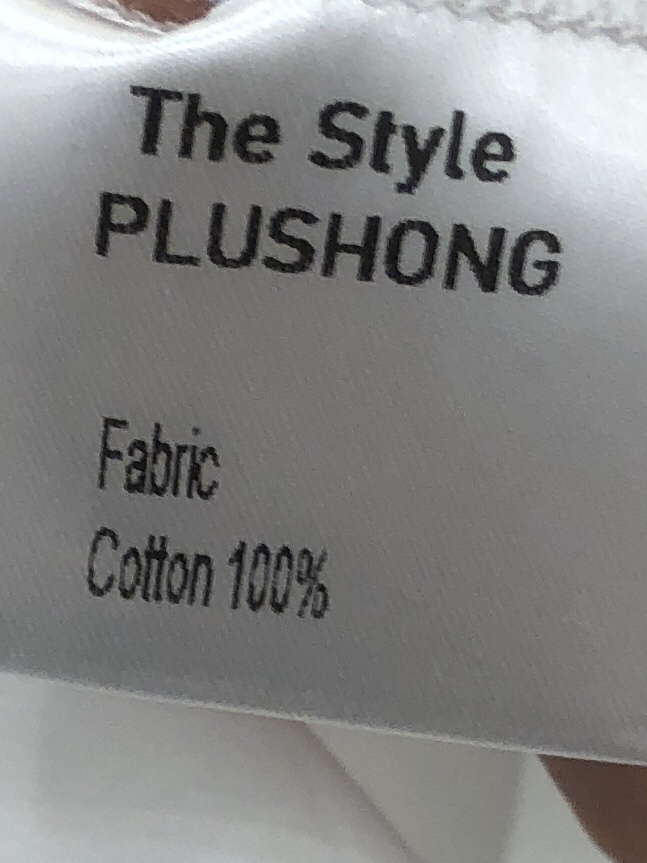 The Style
PLUSHONG
Fabric
Cotton 100%